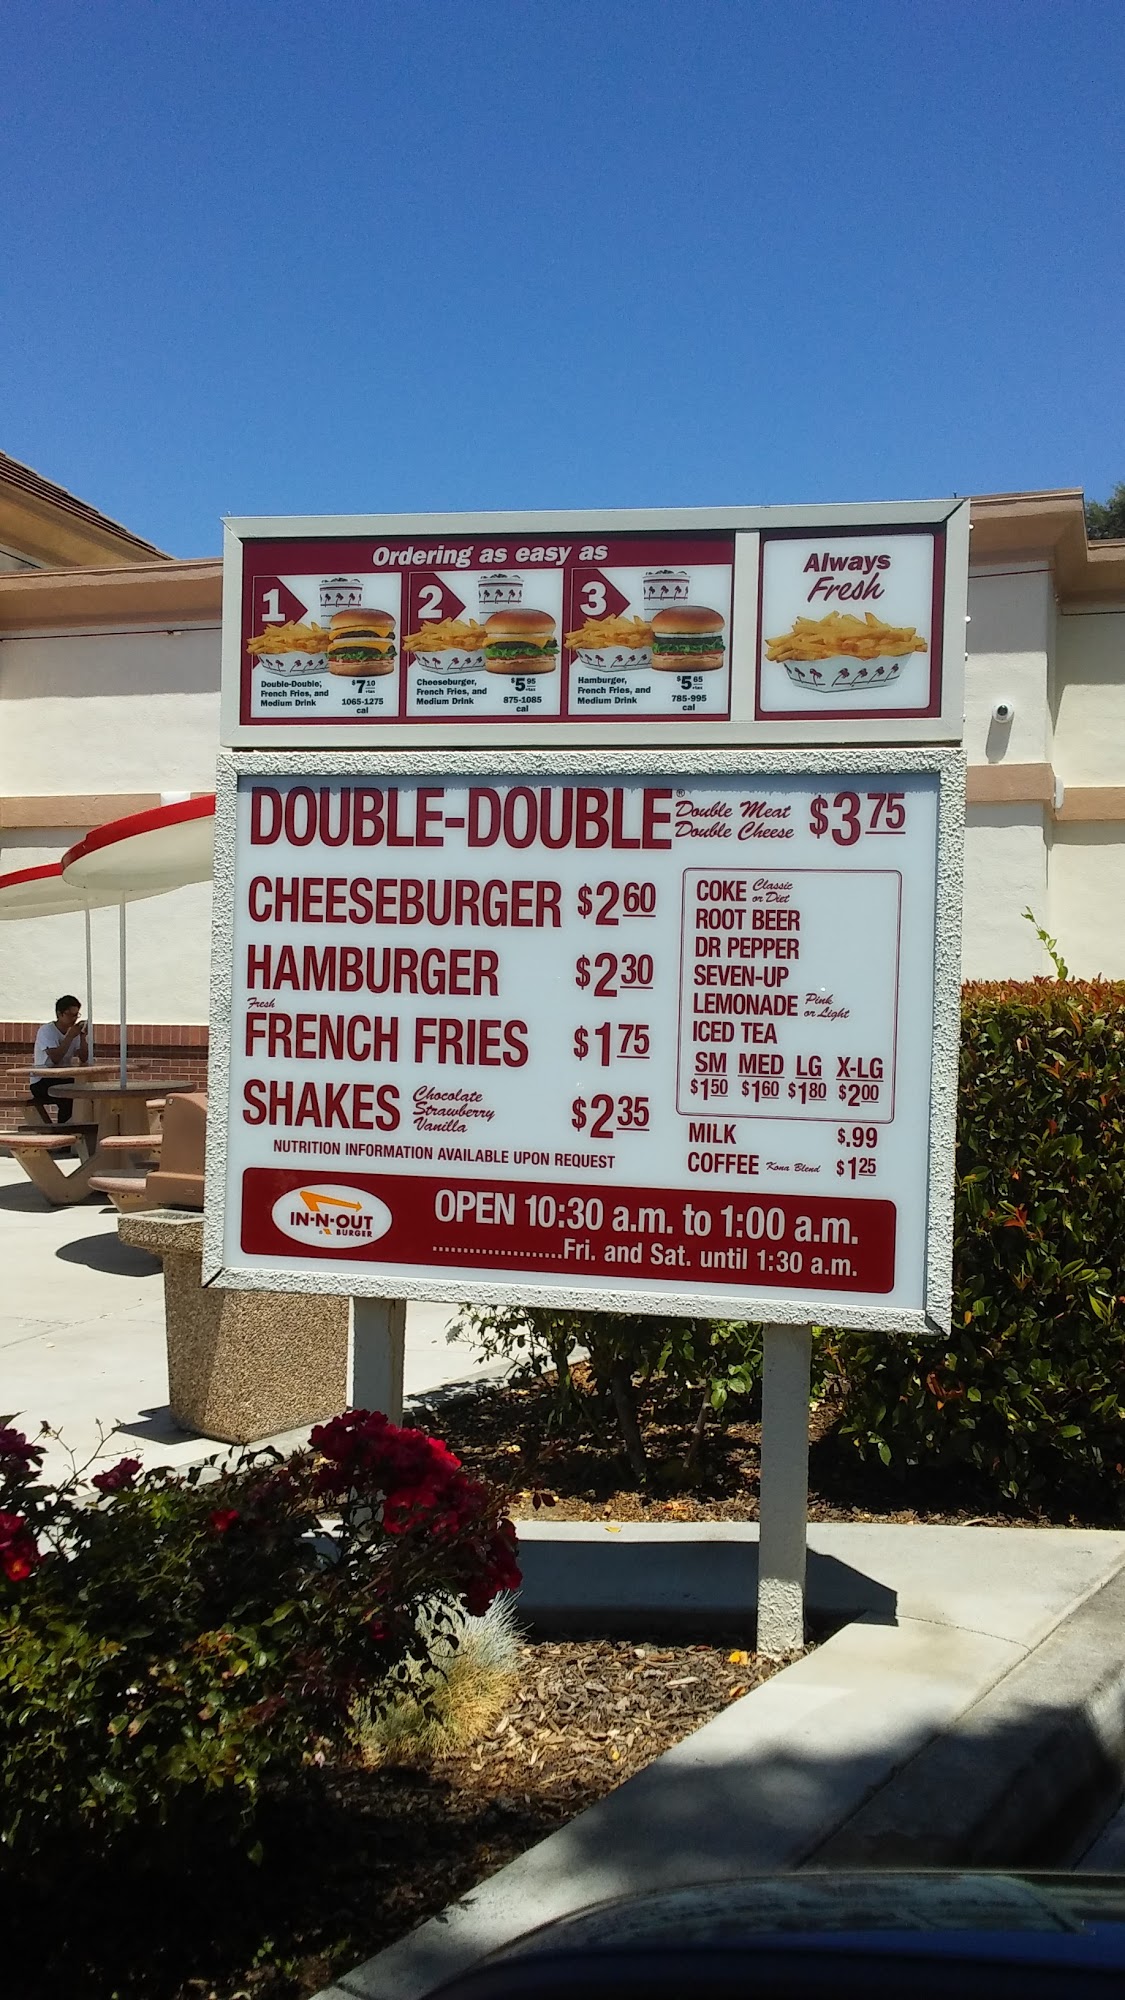 Ordering as easy as
1
Double-Double,
French Fries, and
Medium Drink
$7.10
+tax
1065-1275
cal
2
Cheeseburger,
French Fries, and
Medium Drink
$5.95
+tax
875-1085
cal
3
Hamburger,
French Fries, and
Medium Drink
$5.65
+tax
785-995
cal
Always
Fresh
DOUBLE-DOUBLE® Double Meat Double Cheese $3.75
CHEESEBURGER $2.60
HAMBURGER $2.30
Fresh
FRENCH FRIES $1.75
SHAKES Chocolate Strawberry Vanilla $2.35
NUTRITION INFORMATION AVAILABLE UPON REQUEST
COKE Classic or Diet
ROOT BEER
DR PEPPER
SEVEN-UP
LEMONADE Pink or Light
ICED TEA
SM MED LG X-LG
$1.50 $1.60 $1.80 $2.00
MILK $.99
COFFEE Kona Blend $1.25
IN-N-OUT
BURGER
OPEN 10:30 a.m. to 1:00 a.m.
.....................Fri. and Sat. until 1:30 a.m.